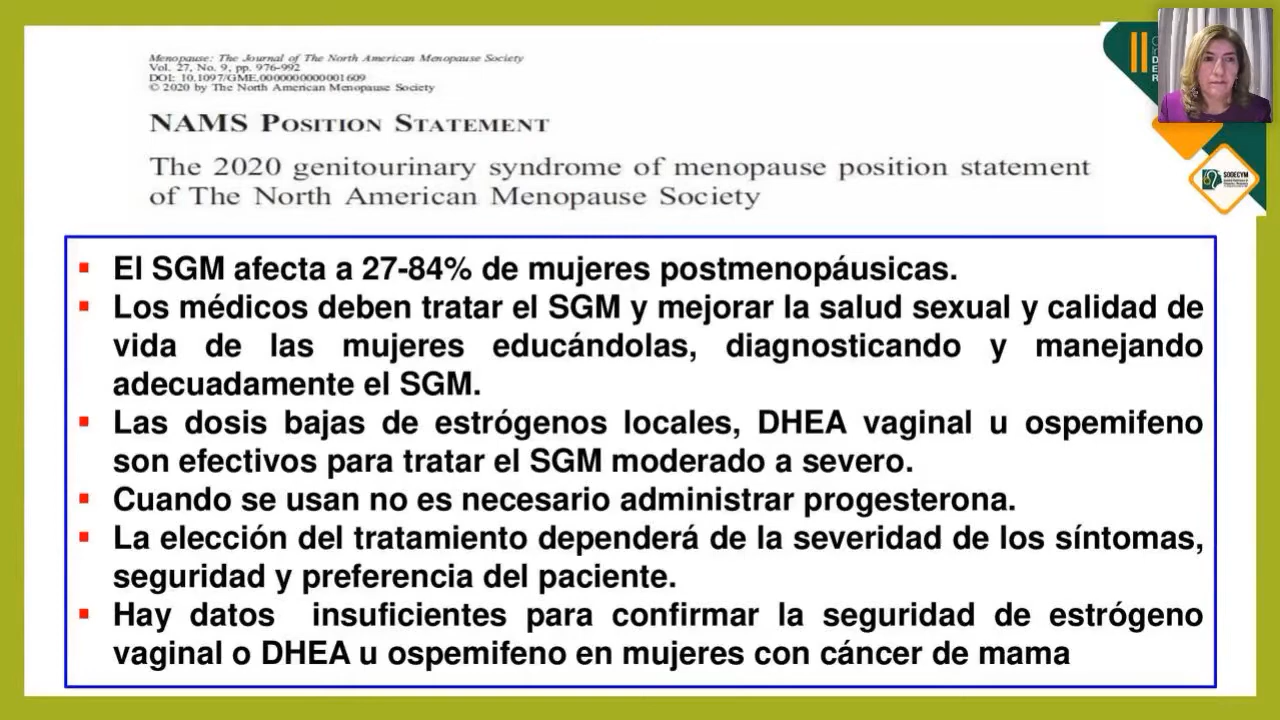 Menopause: The Journal of The North American Menopause Society
Vol. 27, No. 9, pp. 976-992
DOI: 10.1097/GME.0000000000001609
© 2020 by The North American Menopause Society
NAMS POSITION STATEMENT
The 2020 genitourinary syndrome of menopause position statement
of The North American Menopause Society
SODECYM
El SGM afecta a 27-84% de mujeres postmenopáusicas.
Los médicos deben tratar el SGM y mejorar la salud sexual y calidad de
vida de las mujeres educándolas, diagnosticando y manejando
adecuadamente el SGM.
Las dosis bajas de estrógenos locales, DHEA vaginal u ospemifeno
son efectivos para tratar el SGM moderado a severo.
Cuando se usan no es necesario administrar progesterona.
La elección del tratamiento dependerá de la severidad de los síntomas,
seguridad y preferencia del paciente.
Hay datos insuficientes para confirmar la seguridad de estrógeno
vaginal o DHEA u ospemifeno en mujeres con cáncer de mama